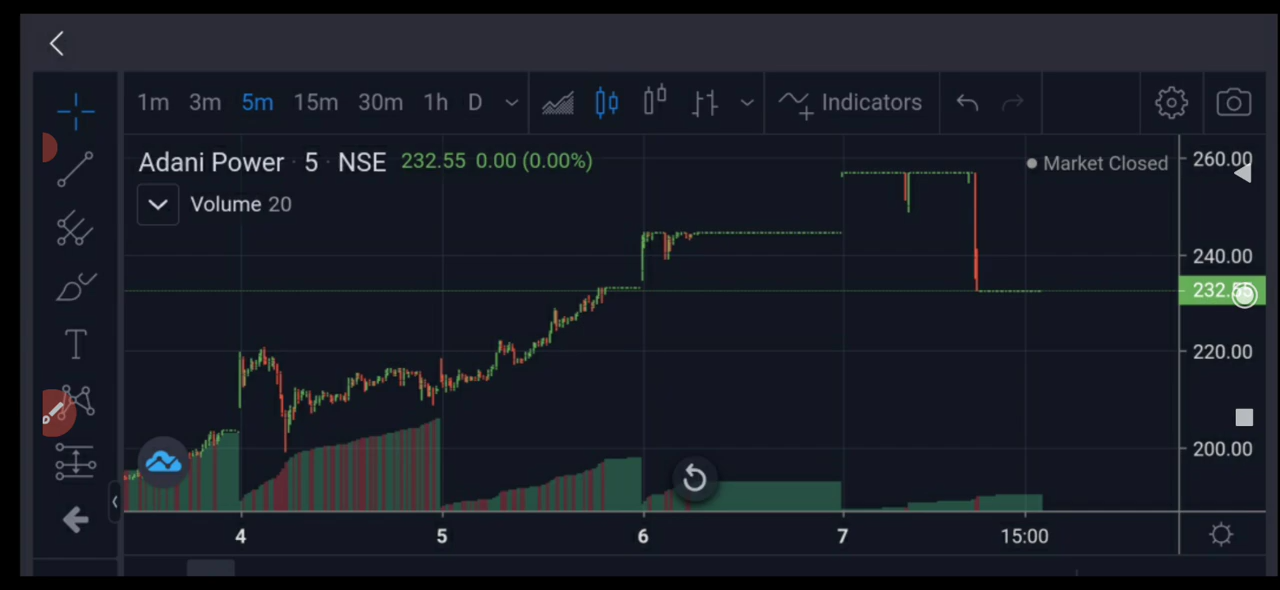 1m 3m 5m 15m 30m 1h D Indicators
Adani Power · 5 · NSE 232.55 0.00 (0.00%)
Market Closed
Volume 20
260.00
240.00
232.55
220.00
200.00
T
4 5 6 7 15:00